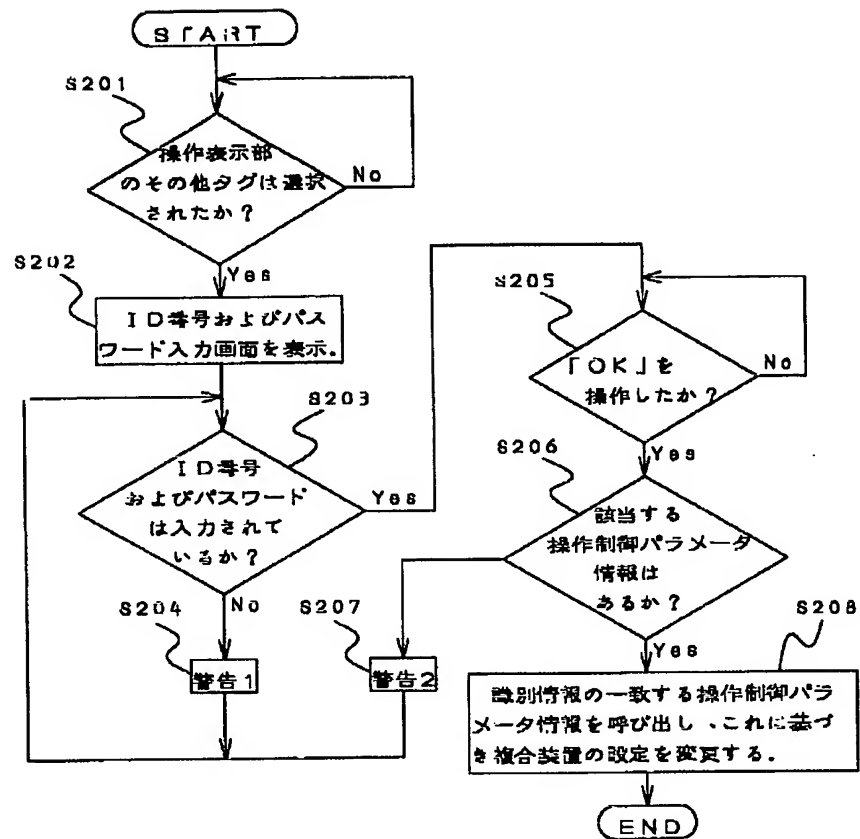 START
S201
操作表示部
のその他タグは選択
されたか？
No
Yes
S202
ＩＤ番号およびパス
ワード入力画面を表示．
S203
ＩＤ番号
およびパスワード
は入力されて
いるか？
Yes
No
S204
警告1
S205
「ＯＫ」を
操作したか？
No
Yes
S206
該当する
操作制御パラメータ
情報は
あるか？
Yes
S207
警告2
S208
識別情報の一致する操作制御パラ
メータ情報を呼び出し、これに基づ
き複合装置の設定を変更する．
END